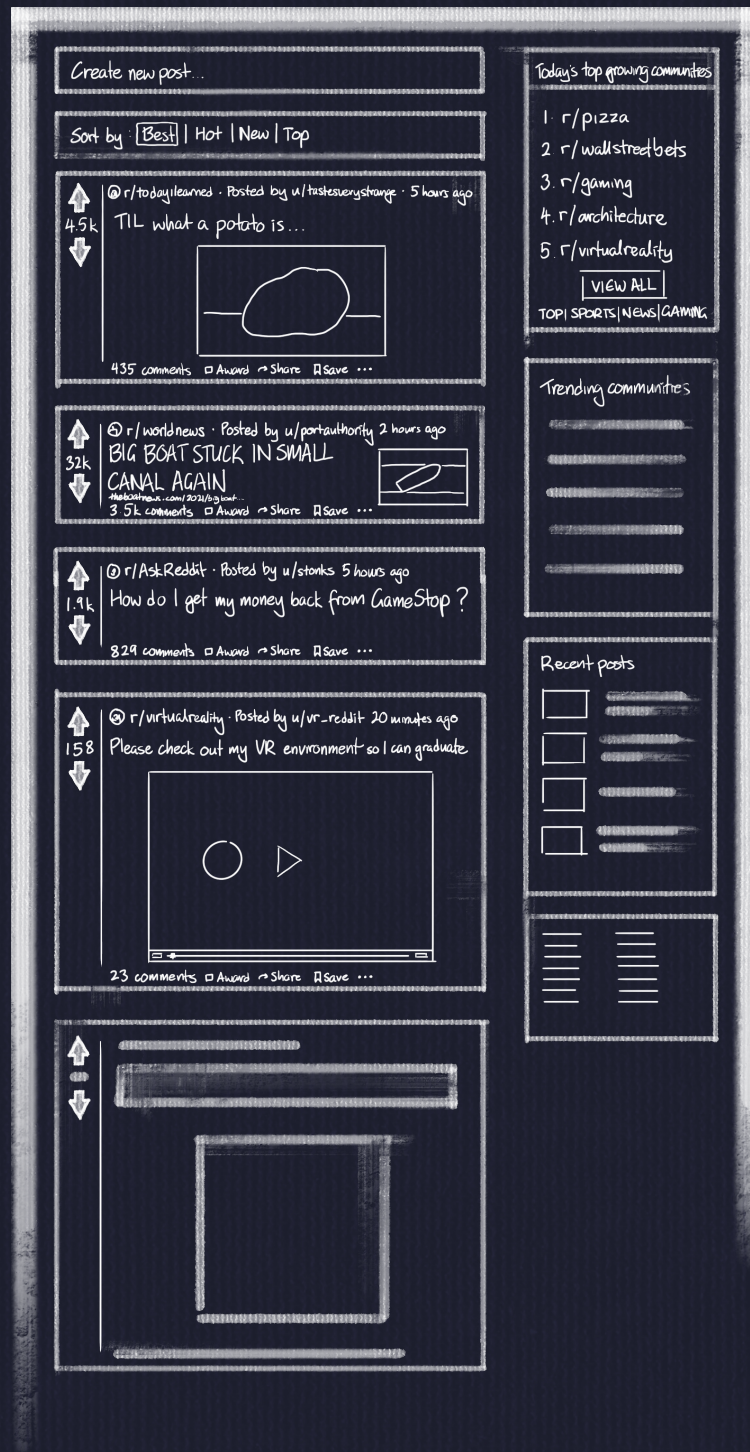 Create new post...
Sort by : Best | Hot | New | Top
r/todayilearned · Posted by u/tastesverystrange · 5 hours ago
4.5k
TIL what a potato is...
435 comments Award Share Save ...
r/worldnews · Posted by u/portauthority 2 hours ago
32k
BIG BOAT STUCK IN SMALL
CANAL AGAIN
theboatnews.com/2021/bigboat...
3.5k comments Award Share Save ...
r/AskReddit · Posted by u/stonks 5 hours ago
1.9k
How do I get my money back from GameStop?
829 comments Award Share Save ...
r/virtualreality · Posted by u/vr_reddit 20 minutes ago
158
Please check out my VR environment so I can graduate
23 comments Award Share Save ...
Today's top growing communities
1. r/pizza
2 r/wallstreetbets
3. r/gaming
4. r/architecture
5. r/virtualreality
VIEW ALL
TOP|SPORTS|NEWS|GAMING
Trending communities
Recent posts